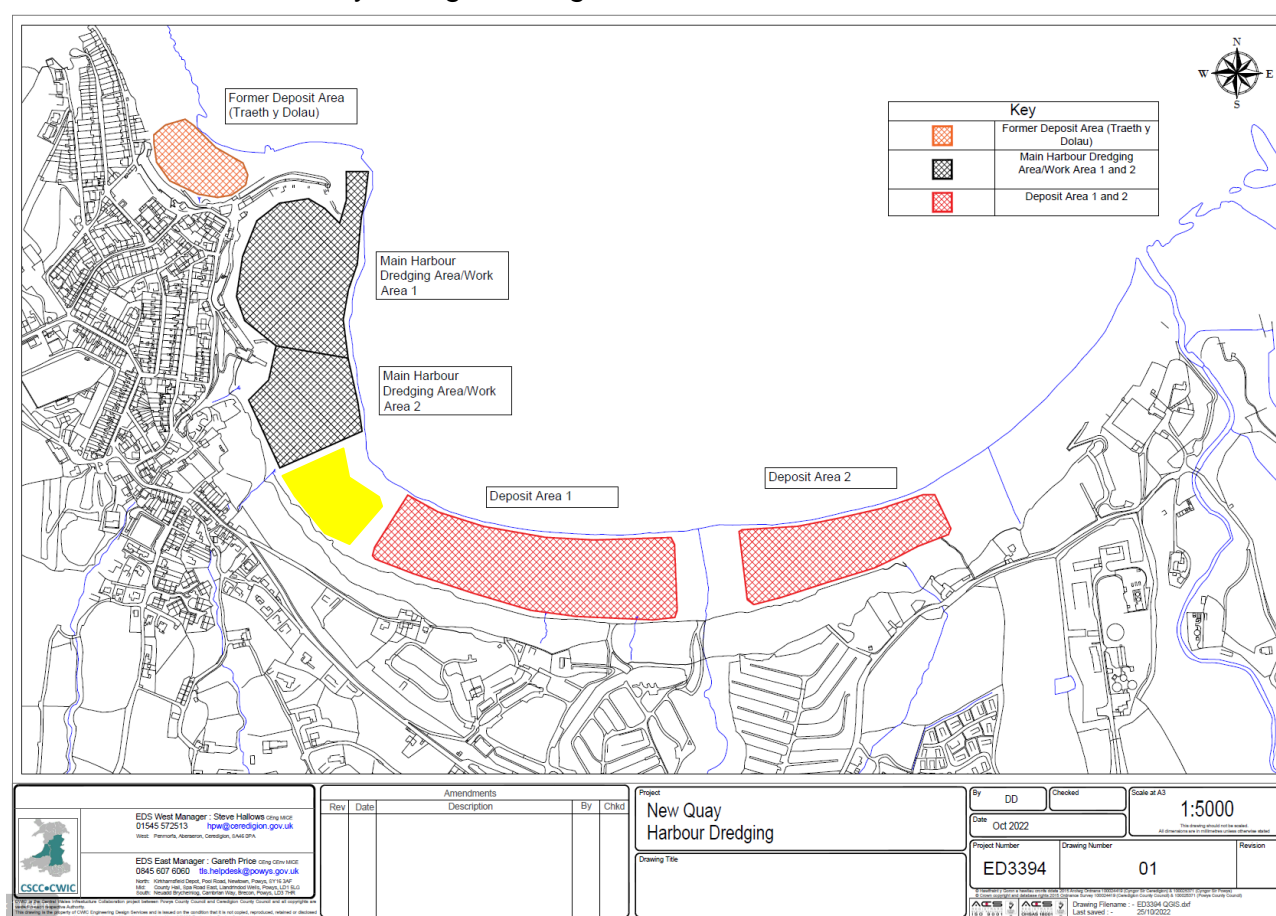 N
W
E
S
Former Deposit Area
(Traeth y Dolau)
Key
Former Deposit Area (Traeth y
Dolau)
Main Harbour Dredging
Area/Work Area 1 and 2
Deposit Area 1 and 2
Main Harbour
Dredging Area/Work
Area 1
Main Harbour
Dredging Area/Work
Area 2
Deposit Area 1
Deposit Area 2
CSCC•CWIC
EDS West Manager : Steve Hallows CEng MICE
01545 572513 hpw@ceredigion.gov.uk
West: Penmorfa, Aberaeron, Ceredigion, SA46 0PA
EDS East Manager : Gareth Price CEng CEnv MICE
0845 607 6060 tls.helpdesk@powys.gov.uk
North: Kirkhamsfield Depot, Pool Road, Newtown, Powys, SY16 3AF
Mid: County Hall, Spa Road East, Llandrindod Wells, Powys, LD1 5LG
South: Neuadd Brycheiniog, Cambrian Way, Brecon, Powys, LD3 7HR
Amendments
Rev Date Description By Chkd
Project
New Quay
Harbour Dredging
Drawing Title
By
DD
Checked
Scale at A3
1:5000
This drawing should not be scaled.
All dimensions are in millimetres unless otherwise stated
Date
Oct 2022
Project Number
ED3394
Drawing Number
01
Revision
Drawing Filename : - ED3394 QGIS.dxf
Last saved : - 25/10/2022